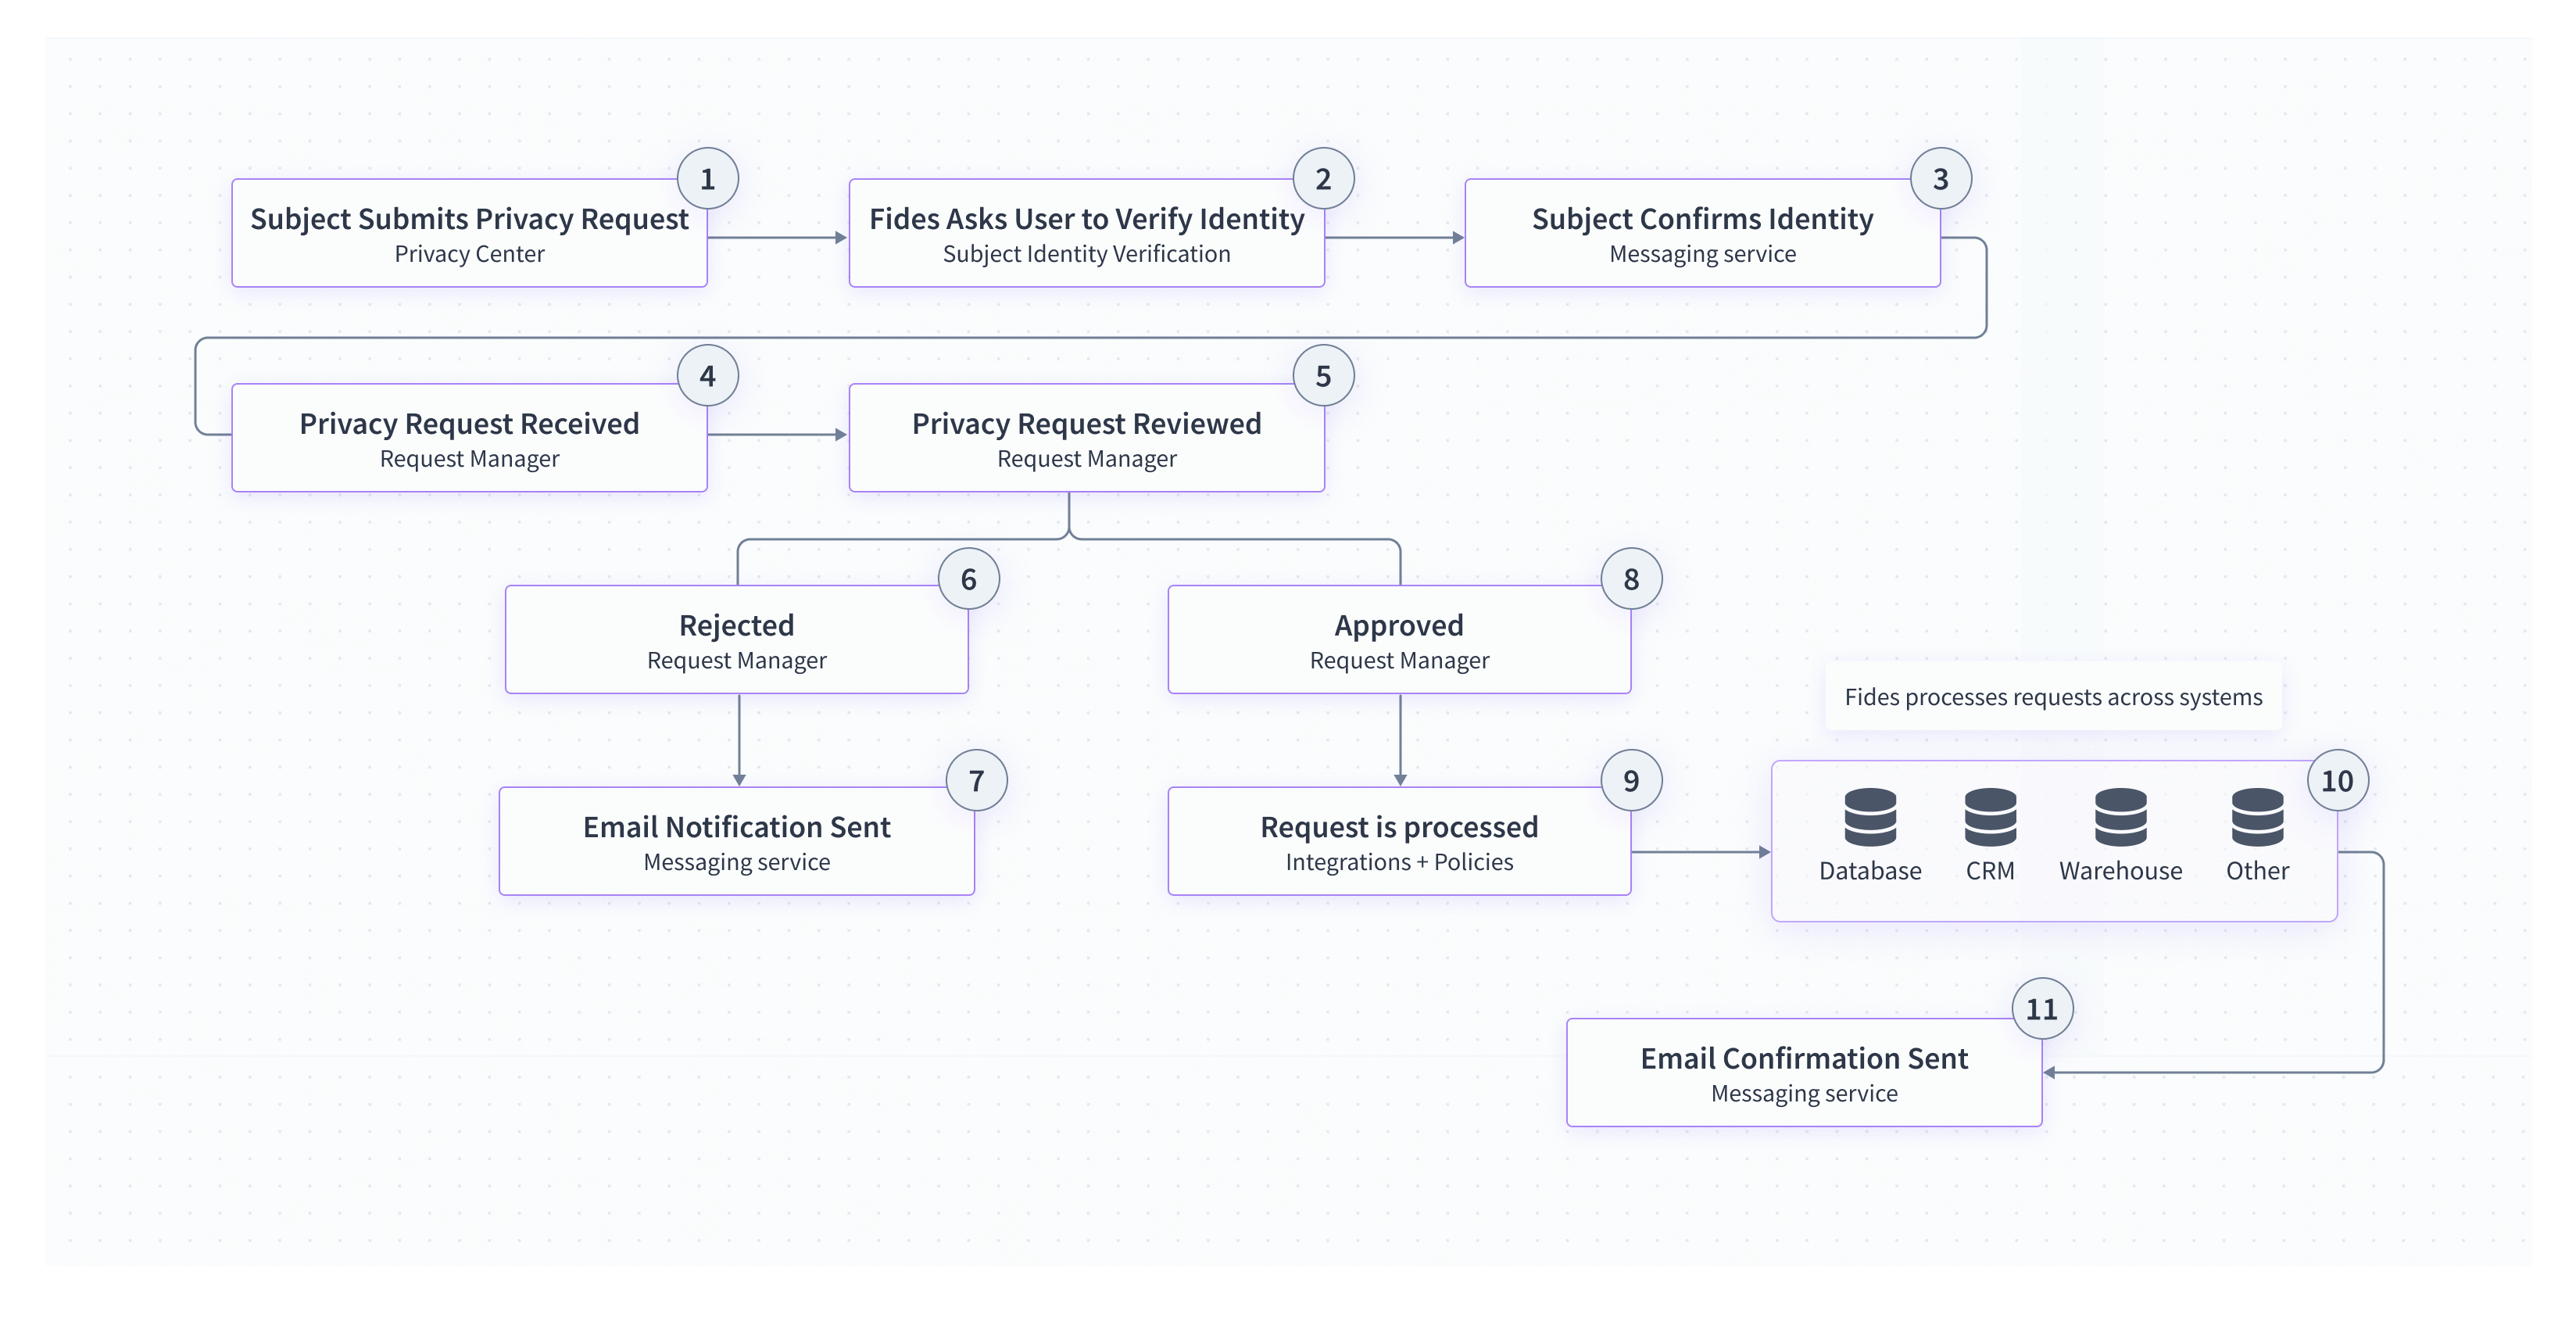 1
Subject Submits Privacy Request
Privacy Center
2
Fides Asks User to Verify Identity
Subject Identity Verification
3
Subject Confirms Identity
Messaging service
4
Privacy Request Received
Request Manager
5
Privacy Request Reviewed
Request Manager
6
Rejected
Request Manager
7
Email Notification Sent
Messaging service
8
Approved
Request Manager
9
Request is processed
Integrations + Policies
Fides processes requests across systems
10
Database
CRM
Warehouse
Other
11
Email Confirmation Sent
Messaging service